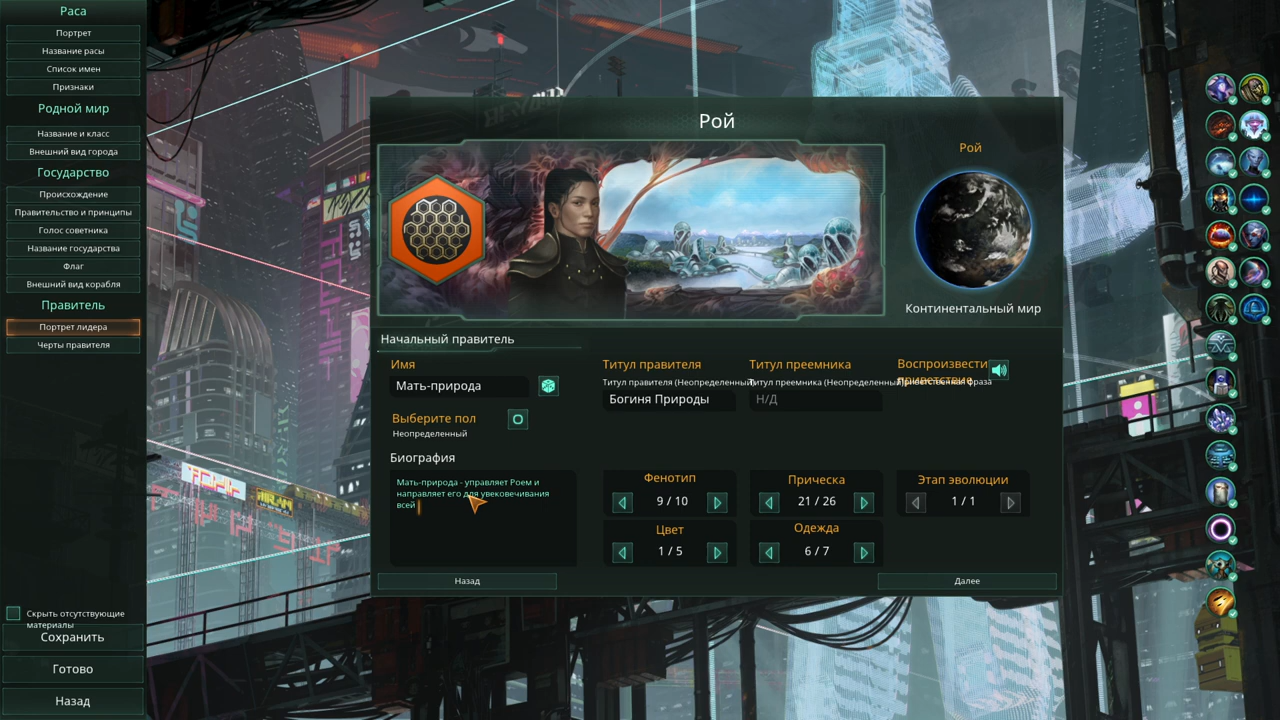 Раса
Портрет
Название расы
Список имен
Признаки
Родной мир
Название и класс
Внешний вид города
Государство
Происхождение
Правительство и принципы
Голос советника
Название государства
Флаг
Внешний вид корабля
Правитель
Портрет лидера
Черты правителя
Скрыть отсутствующие
материалы
Сохранить
Готово
Назад
Рой
Рой
Континентальный мир
Начальный правитель
Имя
Мать-природа
Выберите пол
Неопределенный
Биография
Мать-природа - управляет Роем и
направляет его для увековечивания
всей
Титул правителя
Титул правителя (Неопределенный)
Богиня Природы
Титул преемника
Титул преемника (Неопределенный)
Н/Д
Воспроизвести
приветствие
фраза
Фенотип
9 / 10
Прическа
21 / 26
Этап эволюции
1 / 1
Цвет
1 / 5
Одежда
6 / 7
Назад
Далее